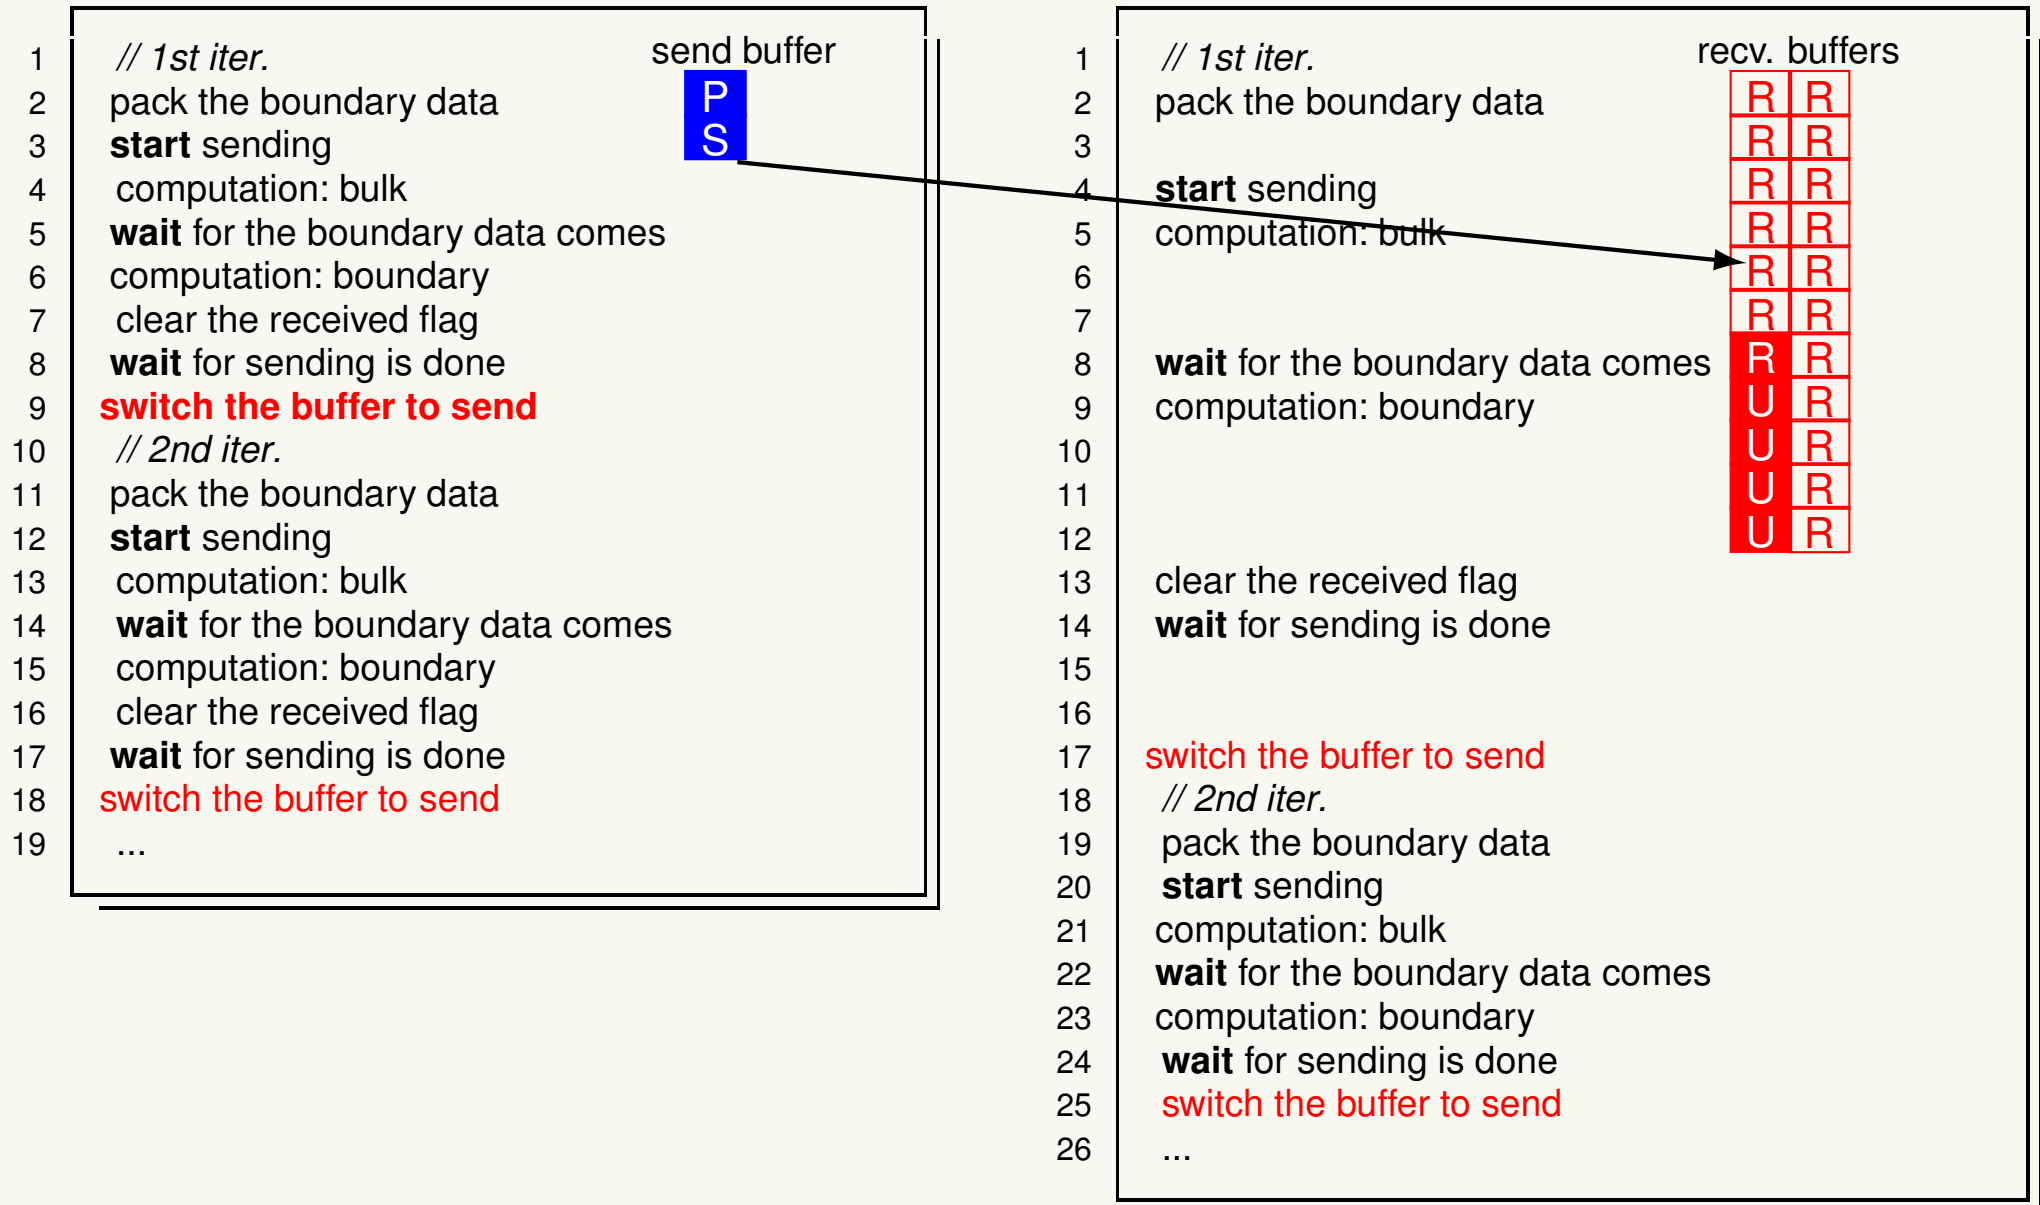 send buffer
1 // 1st iter.
2 pack the boundary data P
3 start sending S
4 computation: bulk
5 wait for the boundary data comes
6 computation: boundary
7 clear the received flag
8 wait for sending is done
9 switch the buffer to send
10 // 2nd iter.
11 pack the boundary data
12 start sending
13 computation: bulk
14 wait for the boundary data comes
15 computation: boundary
16 clear the received flag
17 wait for sending is done
18 switch the buffer to send
19 ...
recv. buffers
1 // 1st iter.
2 pack the boundary data R R
3 R R
4 start sending R R
5 computation: bulk R R
6 R R
7 R R
8 wait for the boundary data comes R R
9 computation: boundary U R
10 U R
11 U R
12 U R
13 clear the received flag
14 wait for sending is done
15
16
17 switch the buffer to send
18 // 2nd iter.
19 pack the boundary data
20 start sending
21 computation: bulk
22 wait for the boundary data comes
23 computation: boundary
24 wait for sending is done
25 switch the buffer to send
26 ...